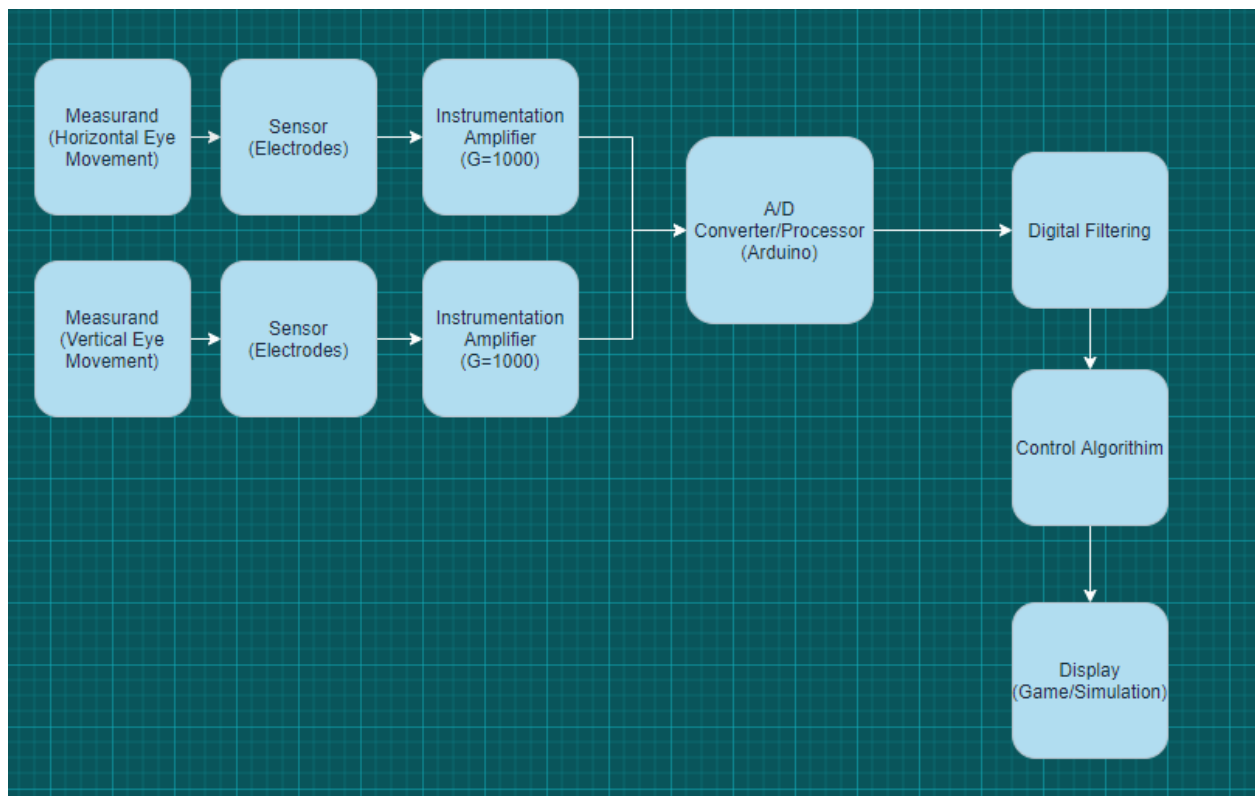 Measurand
(Horizontal Eye
Movement)
Sensor
(Electrodes)
Instrumentation
Amplifier
(G=1000)
Measurand
(Vertical Eye
Movement)
Sensor
(Electrodes)
Instrumentation
Amplifier
(G=1000)
A/D
Converter/Processor
(Arduino)
Digital Filtering
Control Algorithim
Display
(Game/Simulation)